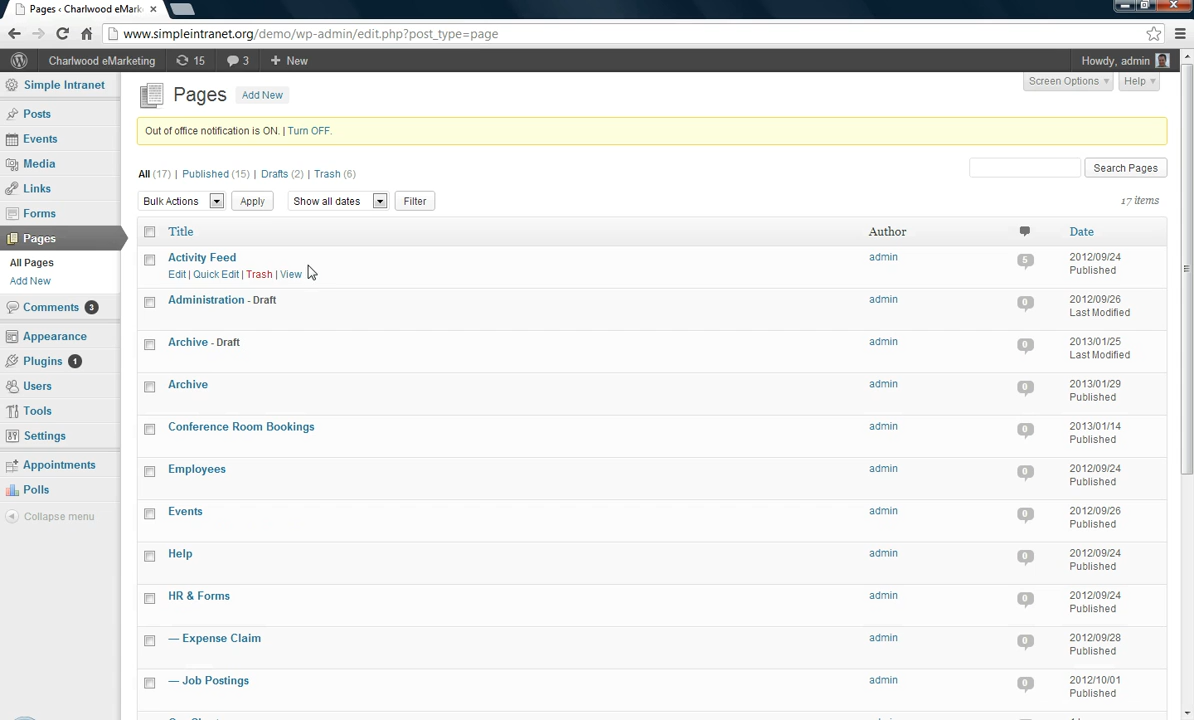 Pages ‹ Charlwood eMark
www.simpleintranet.org/demo/wp-admin/edit.php?post_type=page
Charlwood eMarketing 15 3 + New Howdy, admin
Simple Intranet
Posts
Events
Media
Links
Forms
Pages
All Pages
Add New
Comments 3
Appearance
Plugins 1
Users
Tools
Settings
Appointments
Polls
Collapse menu
Screen Options Help
Pages Add New
Out of office notification is ON. | Turn OFF.
All (17) | Published (15) | Drafts (2) | Trash (6)
Search Pages
Bulk Actions Apply Show all dates Filter 17 items
Title Author Date
Activity Feed admin 5 2012/09/24
Edit | Quick Edit | Trash | View Published
Administration - Draft admin 0 2012/09/26
Last Modified
Archive - Draft admin 0 2013/01/25
Last Modified
Archive admin 0 2013/01/29
Published
Conference Room Bookings admin 0 2013/01/14
Published
Employees admin 0 2012/09/24
Published
Events admin 0 2012/09/26
Published
Help admin 0 2012/09/24
Published
HR & Forms admin 0 2012/09/24
Published
— Expense Claim admin 0 2012/09/28
Published
— Job Postings admin 0 2012/10/01
Published